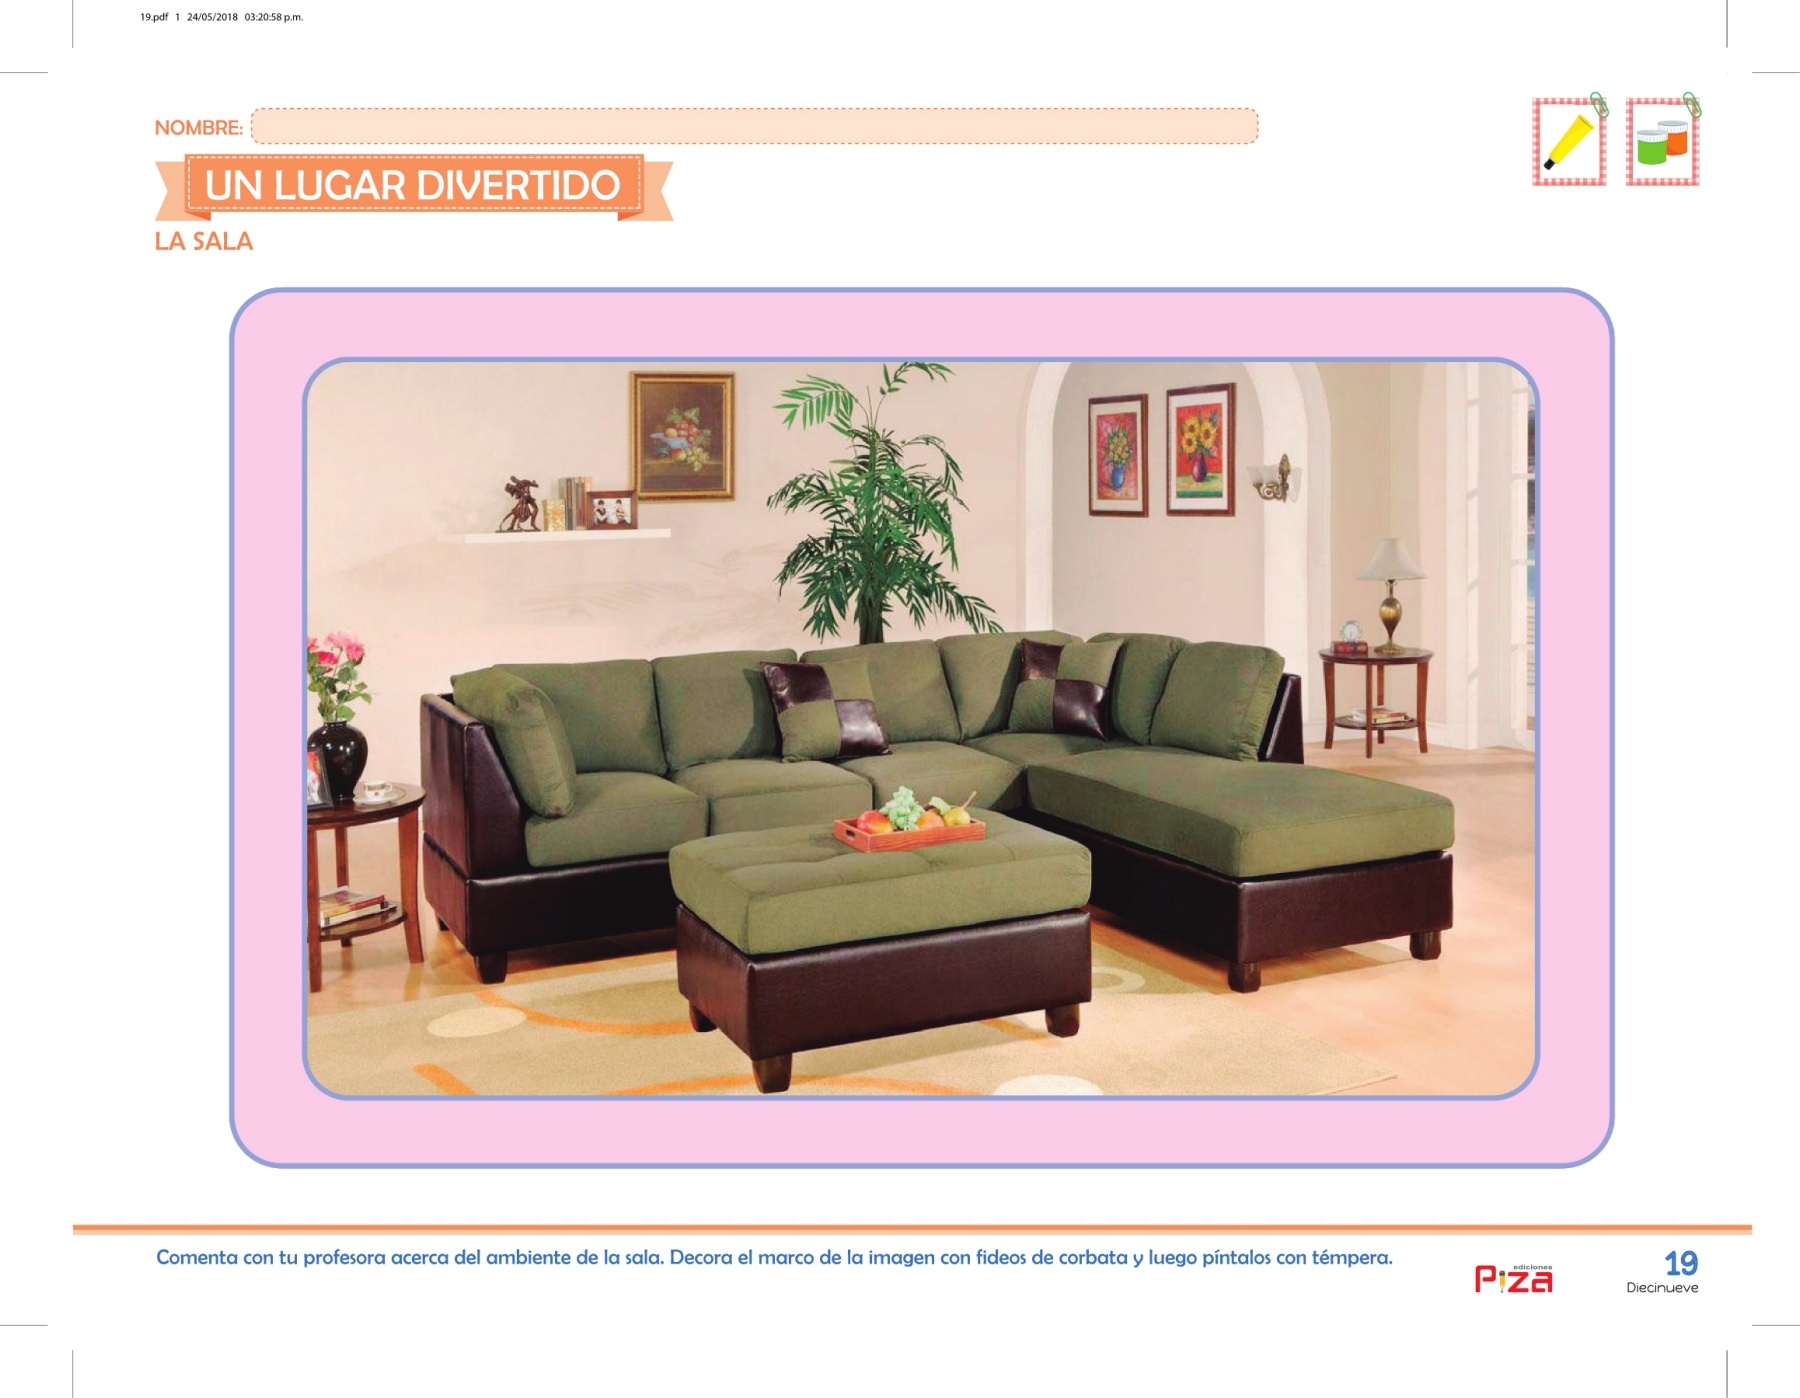 19.pdf 1 24/05/2018 03:20:58 p.m.
NOMBRE:
UN LUGAR DIVERTIDO
LA SALA
Comenta con tu profesora acerca del ambiente de la sala. Decora el marco de la imagen con fideos de corbata y luego píntalos con témpera.
ediciones
Piza
19
Diecinueve